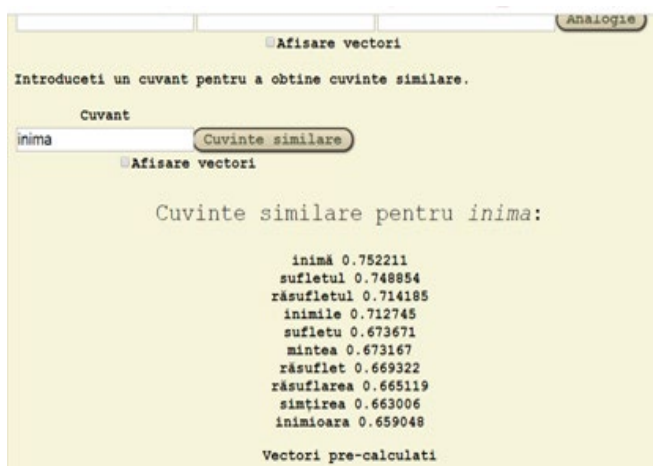 Analogie
Afisare vectori
Introduceti un cuvant pentru a obtine cuvinte similare.
Cuvant
inima Cuvinte similare
Afisare vectori
Cuvinte similare pentru inima:
inimă 0.752211
sufletul 0.748854
răsufletul 0.714185
inimile 0.712745
sufletu 0.673671
mintea 0.673167
răsuflet 0.669322
răsuflarea 0.665119
simțirea 0.663006
inimioara 0.659048
Vectori pre-calculati